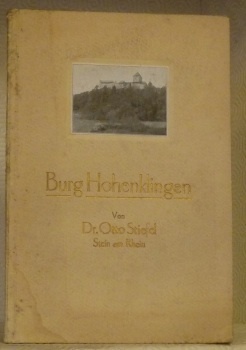 Burg Hohenklingen
Von
Dr. Otto Stiefel
Stein am Rhein